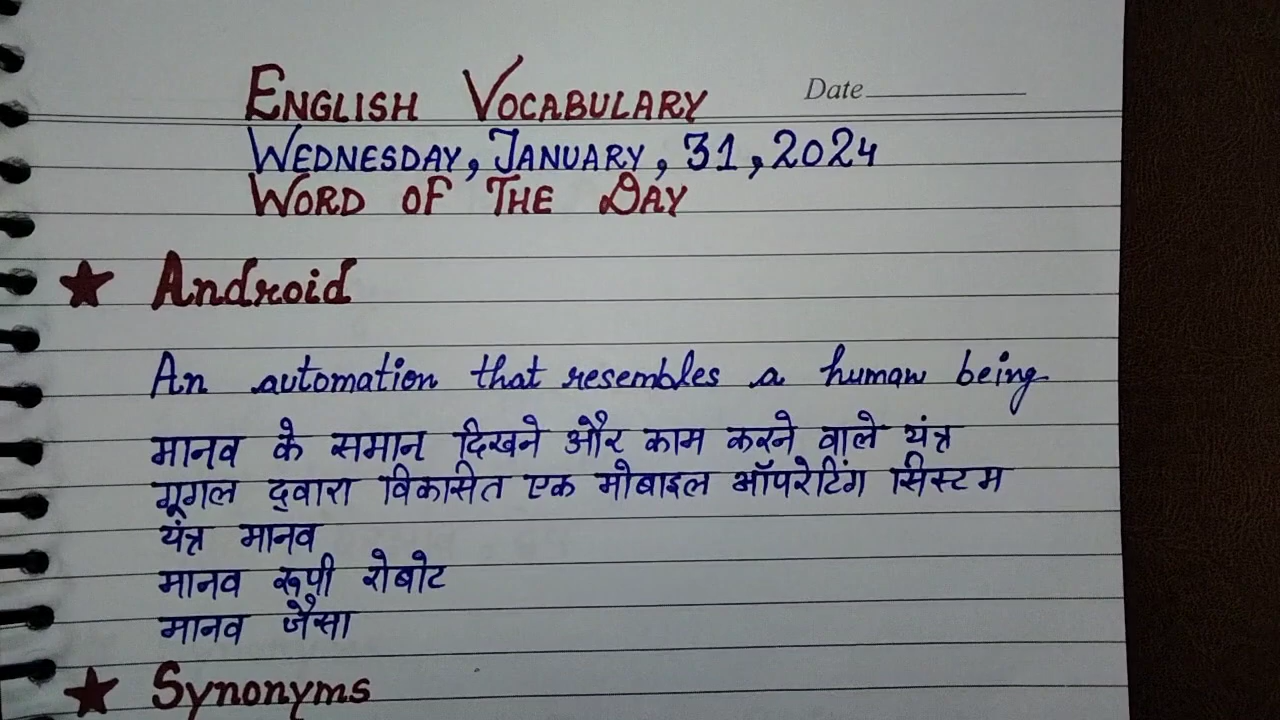 ENGLISH VOCABULARY Date
WEDNESDAY, JANUARY, 31, 2024
WORD OF THE DAY
★ Android
An automation that resembles a human being
मानव के समान दिखने और काम करने वाले यंत्र
गूगल द्वारा विकासित एक मोबाइल ऑपरेटिंग सिस्टम
यंत्र मानव
मानव रूपी रोबोट
मानव जैसा
★ Synonyms